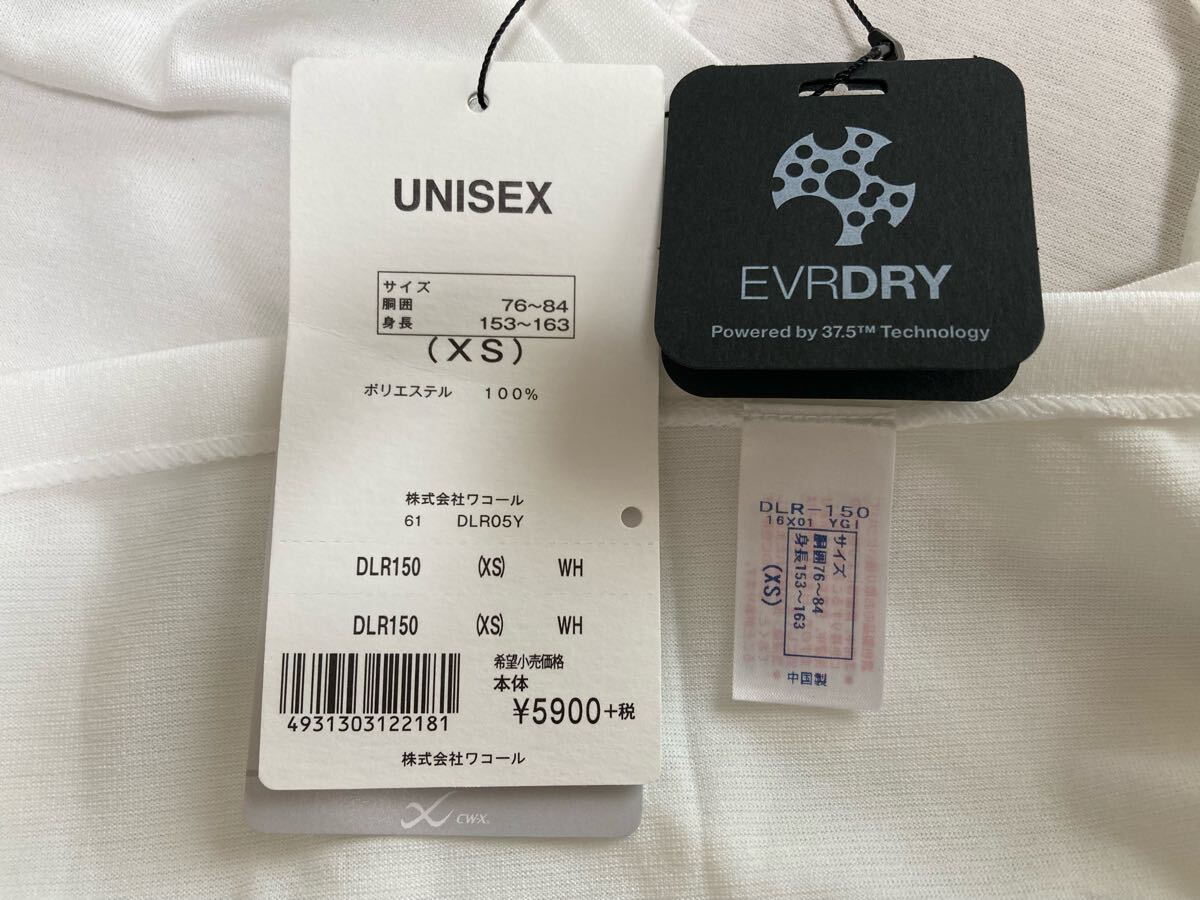 UNISEX
サイズ
胴囲 76〜84
身長 153〜163
(XS)
ポリエステル 100%
株式会社ワコール
61 DLR05Y
DLR150 (XS) WH
DLR150 (XS) WH
希望小売価格
本体
¥5900+税
4931303122181
株式会社ワコール
CW-X®
EVRDRY
Powered by 37.5™ Technology
DLR-150
16X01 YGI
サイズ
胴囲76〜84
身長153〜163
(XS)
中国製